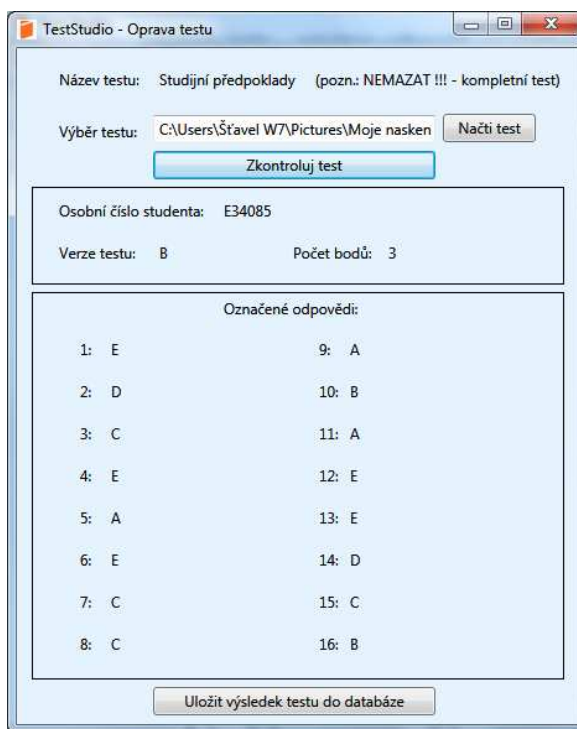 TestStudio - Oprava testu
Název testu: Studijní předpoklady (pozn.: NEMAZAT !!! - kompletní test)
Výběr testu: C:\Users\Šťavel W7\Pictures\Moje nasken Načti test
Zkontroluj test
Osobní číslo studenta: E34085
Verze testu: B Počet bodů: 3
Označené odpovědi:
1: E 9: A
2: D 10: B
3: C 11: A
4: E 12: E
5: A 13: E
6: E 14: D
7: C 15: C
8: C 16: B
Uložit výsledek testu do databáze